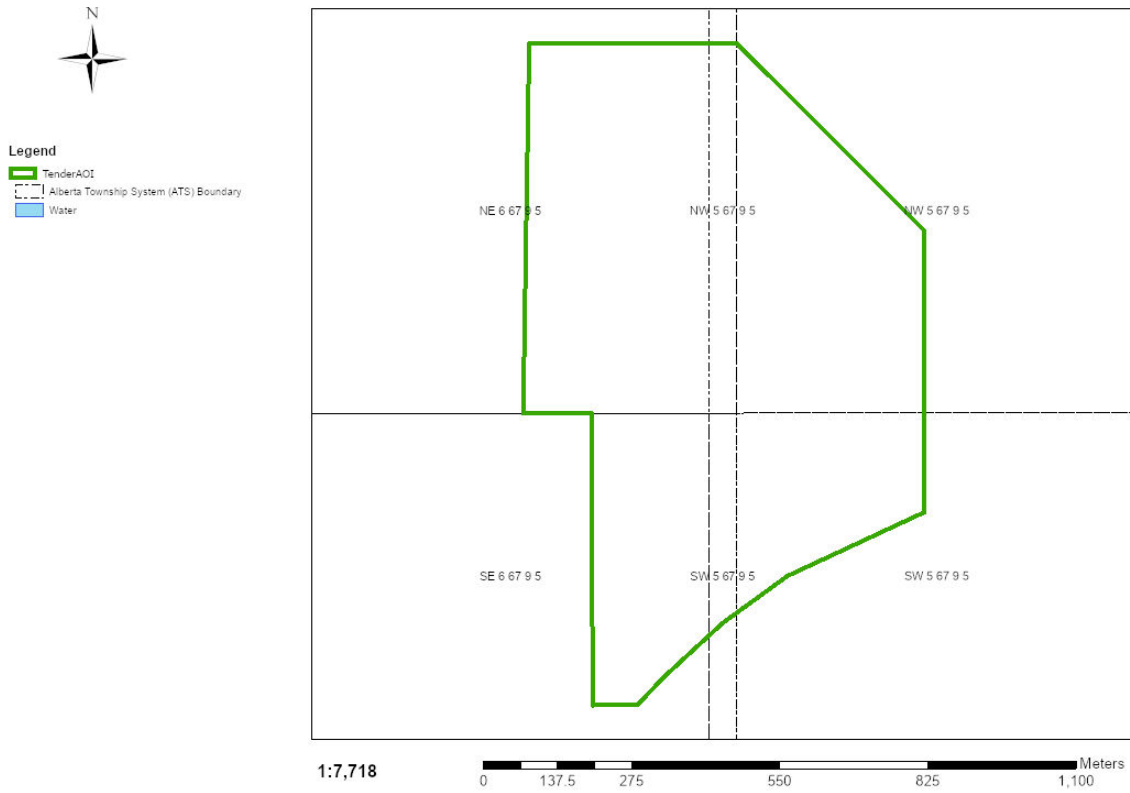 N
Legend
TenderAOI
Alberta Township System (ATS) Boundary
Water
NE 6 67 9 5
NW 5 67 9 5
NW 5 67 9 5
SE 6 67 9 5
SW 5 67 9 5
SW 5 67 9 5
1:7,718
Meters
0 137.5 275 550 825 1,100